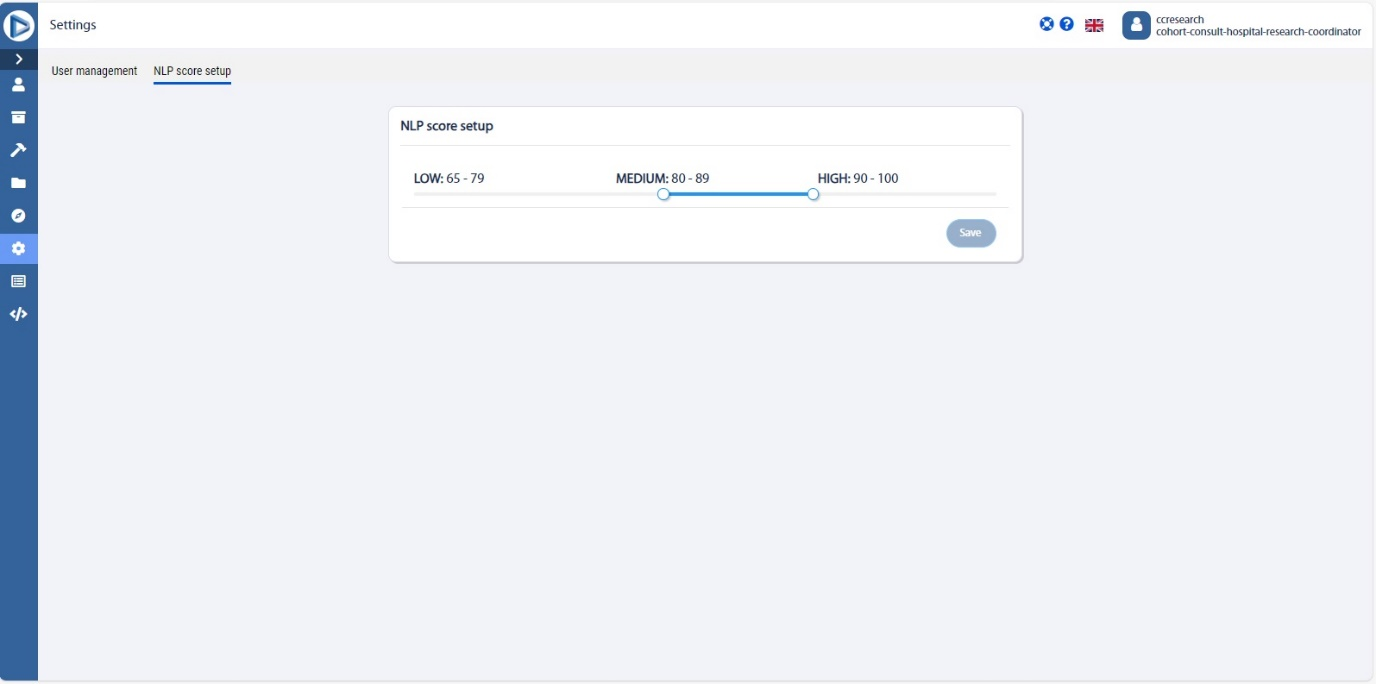 Settings
ccresearch
cohort-consult-hospital-research-coordinator
User management NLP score setup
NLP score setup
LOW: 65 - 79 MEDIUM: 80 - 89 HIGH: 90 - 100
Save